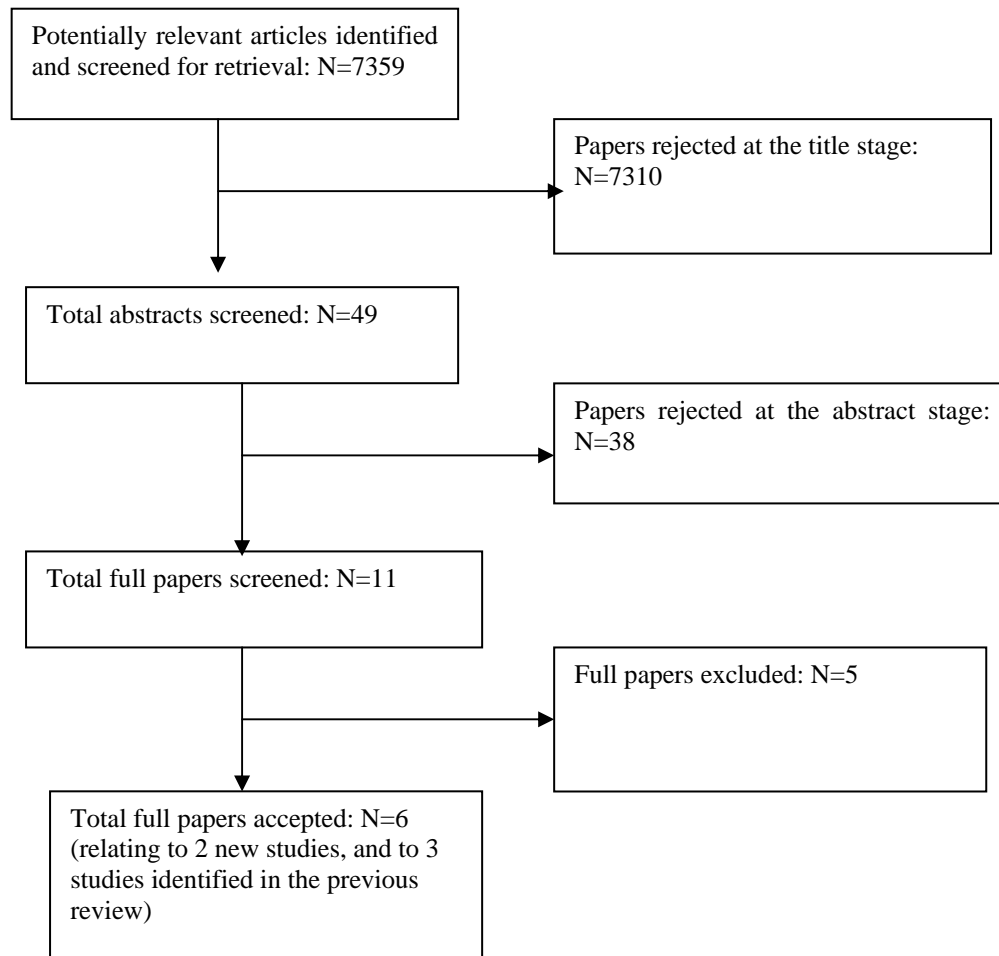 Potentially relevant articles identified
and screened for retrieval: N=7359
Papers rejected at the title stage:
N=7310
Total abstracts screened: N=49
Papers rejected at the abstract stage:
N=38
Total full papers screened: N=11
Full papers excluded: N=5
Total full papers accepted: N=6
(relating to 2 new studies, and to 3
studies identified in the previous
review)